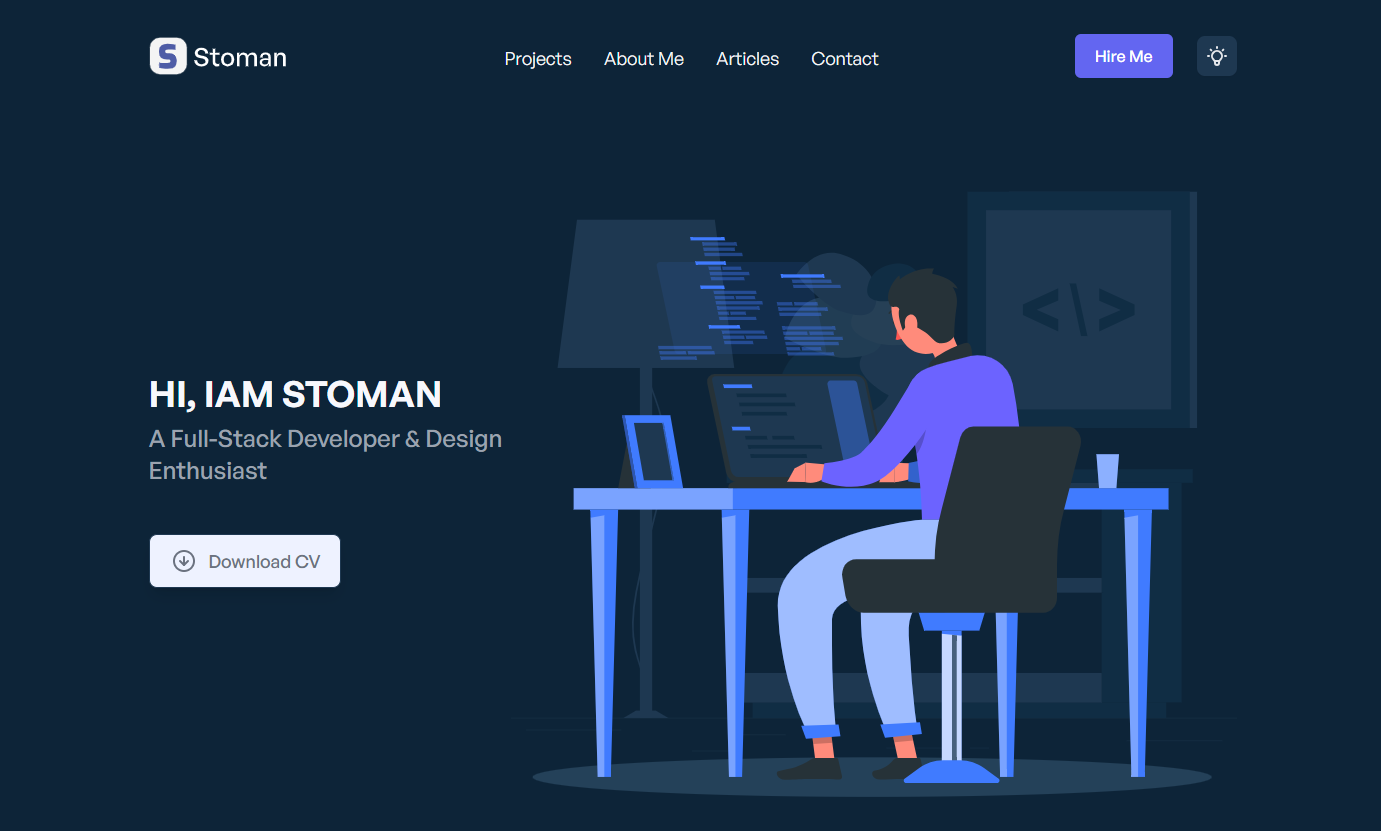 S Stoman
Projects About Me Articles Contact
Hire Me
<\>
HI, IAM STOMAN
A Full-Stack Developer & Design
Enthusiast
Download CV